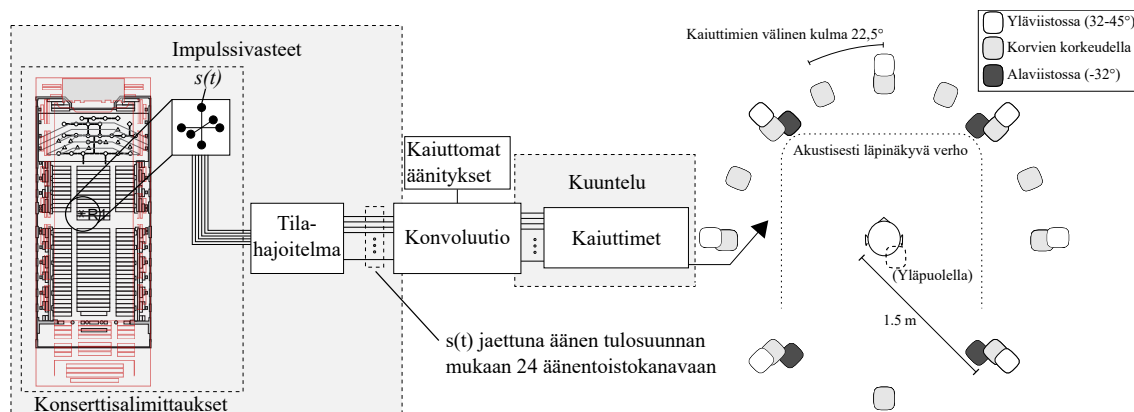 Impulssivasteet
s(t)
R1
Konserttisalimittaukset
Tila-
hajoitelma
Kaiuttomat
äänitykset
Konvoluutio
Kuuntelu
Kaiuttimet
s(t) jaettuna äänen tulosuunnan
mukaan 24 äänentoistokanavaan
Kaiuttimien välinen kulma 22,5°
Yläviistossa (32-45°)
Korvien korkeudella
Alaviistossa (-32°)
Akustisesti läpinäkyvä verho
(Yläpuolella)
1.5 m